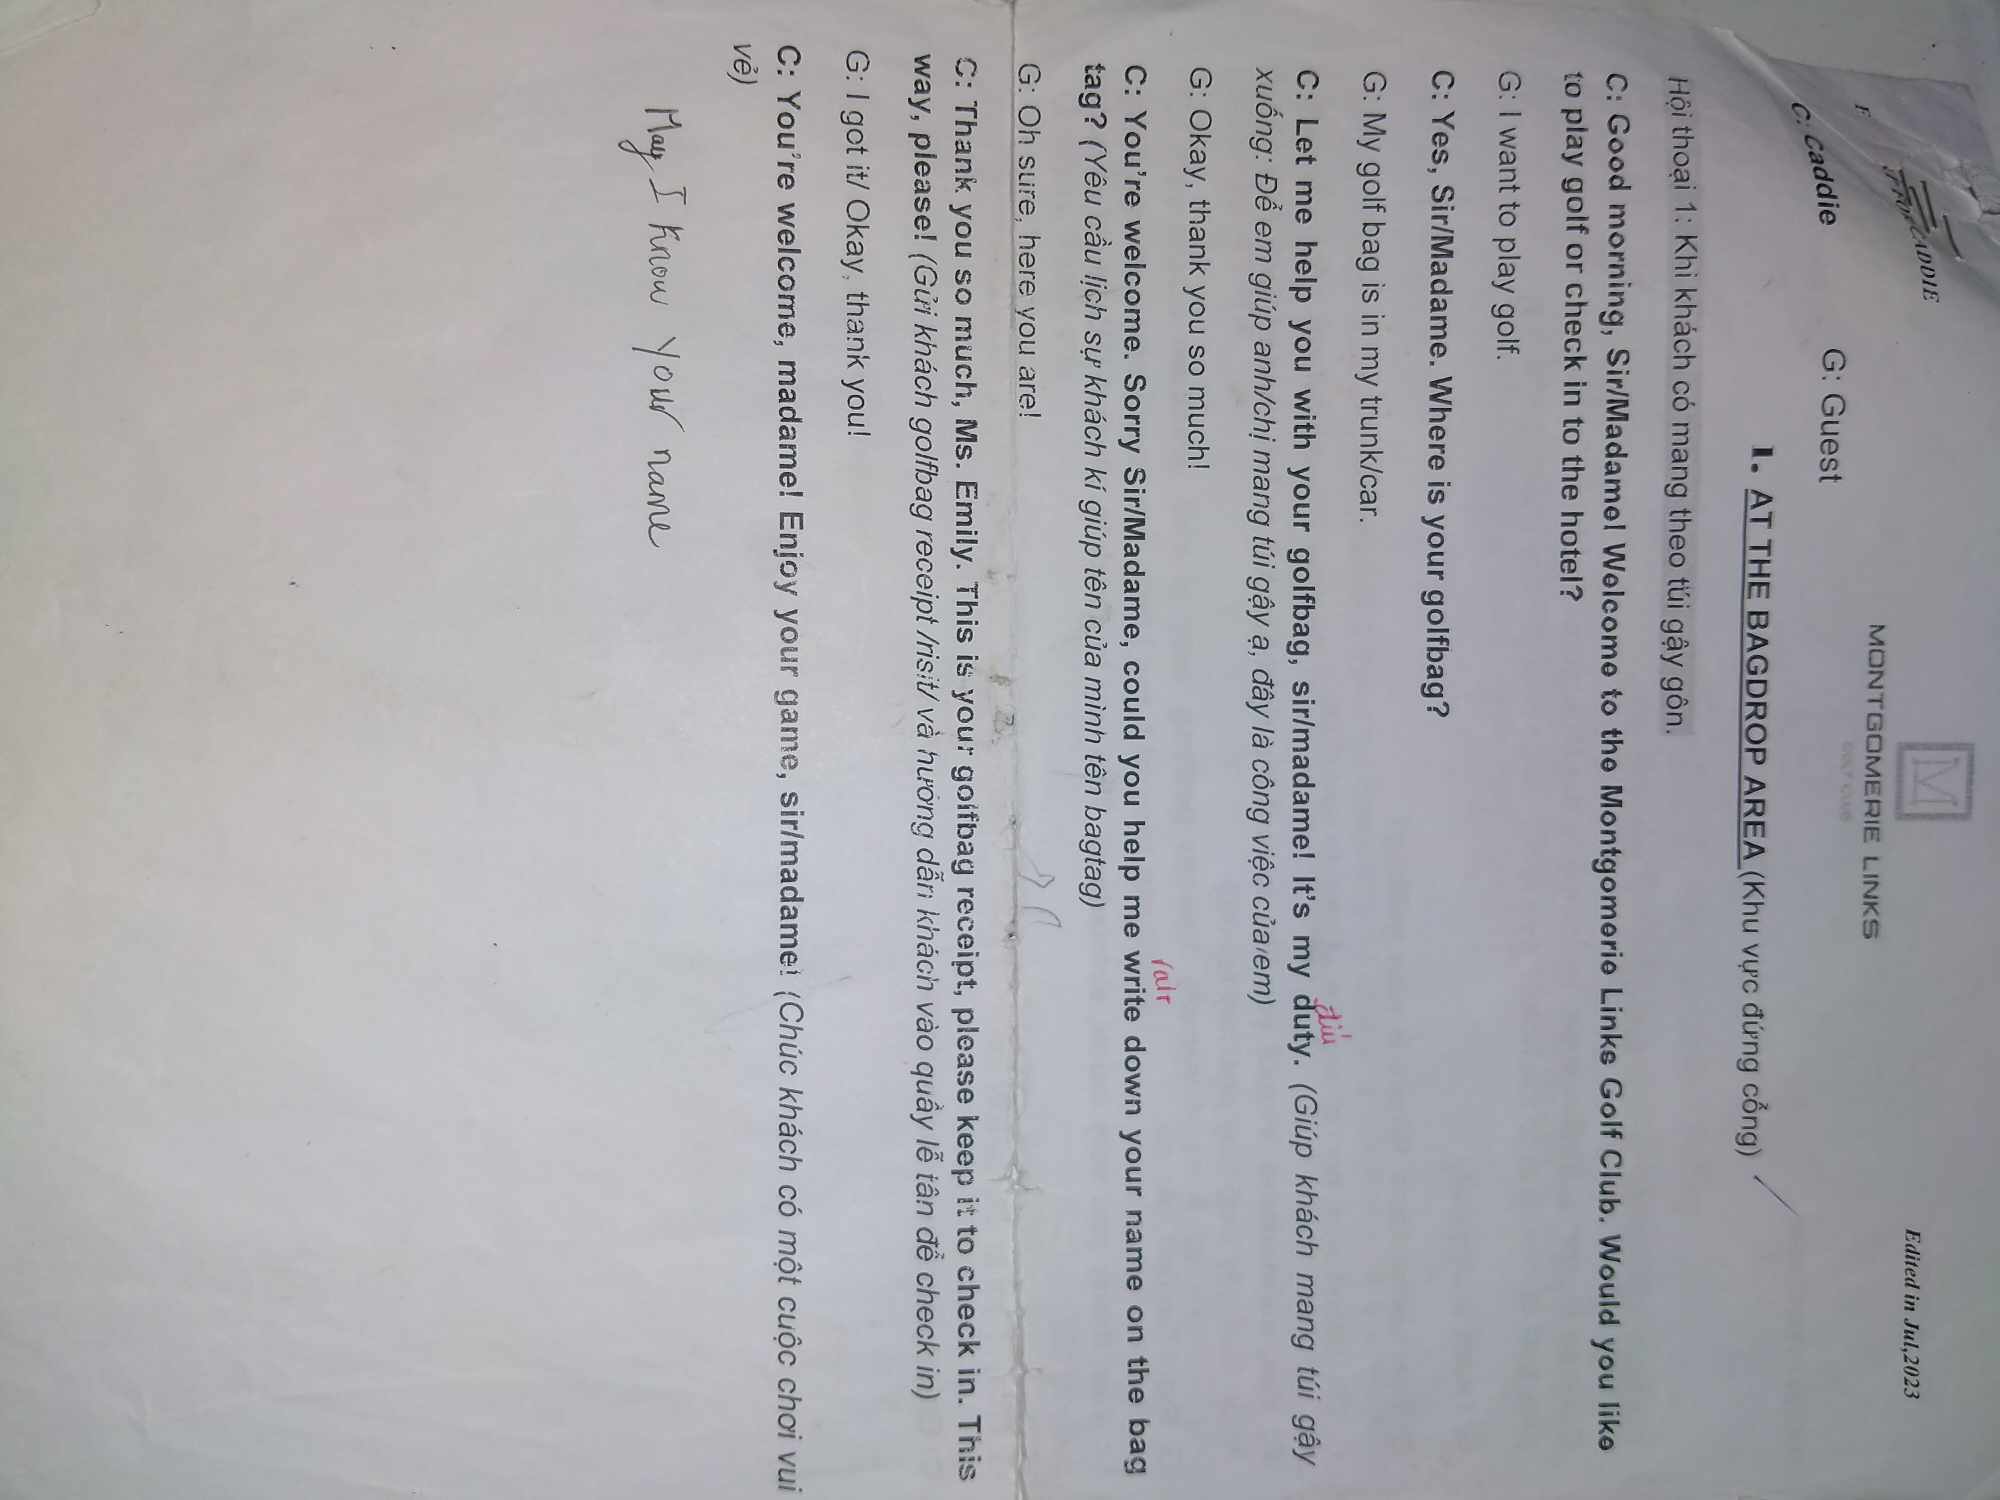 FOR CADDIE
Edited in Jul,2023
M
MONTGOMERIE LINKS
GOLF CLUB
C: Caddie G: Guest
I. AT THE BAGDROP AREA (Khu vực đứng cổng)
Hội thoại 1: Khi khách có mang theo túi gậy gôn.
C: Good morning, Sir/Madame! Welcome to the Montgomerie Links Golf Club. Would you like
to play golf or check in to the hotel?
G: I want to play golf.
C: Yes, Sir/Madame. Where is your golfbag?
G: My golf bag is in my trunk/car.
điu
C: Let me help you with your golfbag, sir/madame! It's my duty. (Giúp khách mang túi gậy
xuống: Để em giúp anh/chị mang túi gậy ạ, đây là công việc của em)
G: Okay, thank you so much!
C: You're welcome. Sorry Sir/Madame, could you help me write down your name on the bag
tag? (Yêu cầu lịch sự khách kí giúp tên của mình tên bagtag)
G: Oh sure, here you are!
C: Thank you so much, Ms. Emily. This is your golfbag receipt, please keep it to check in. This
way, please! (Gửi khách golfbag receipt /risit/ và hướng dẫn khách vào quầy lễ tân để check in)
G: I got it/ Okay, thank you!
C: You're welcome, madame! Enjoy your game, sir/madame! (Chúc khách có một cuộc chơi vui
vẻ)
May I know your name